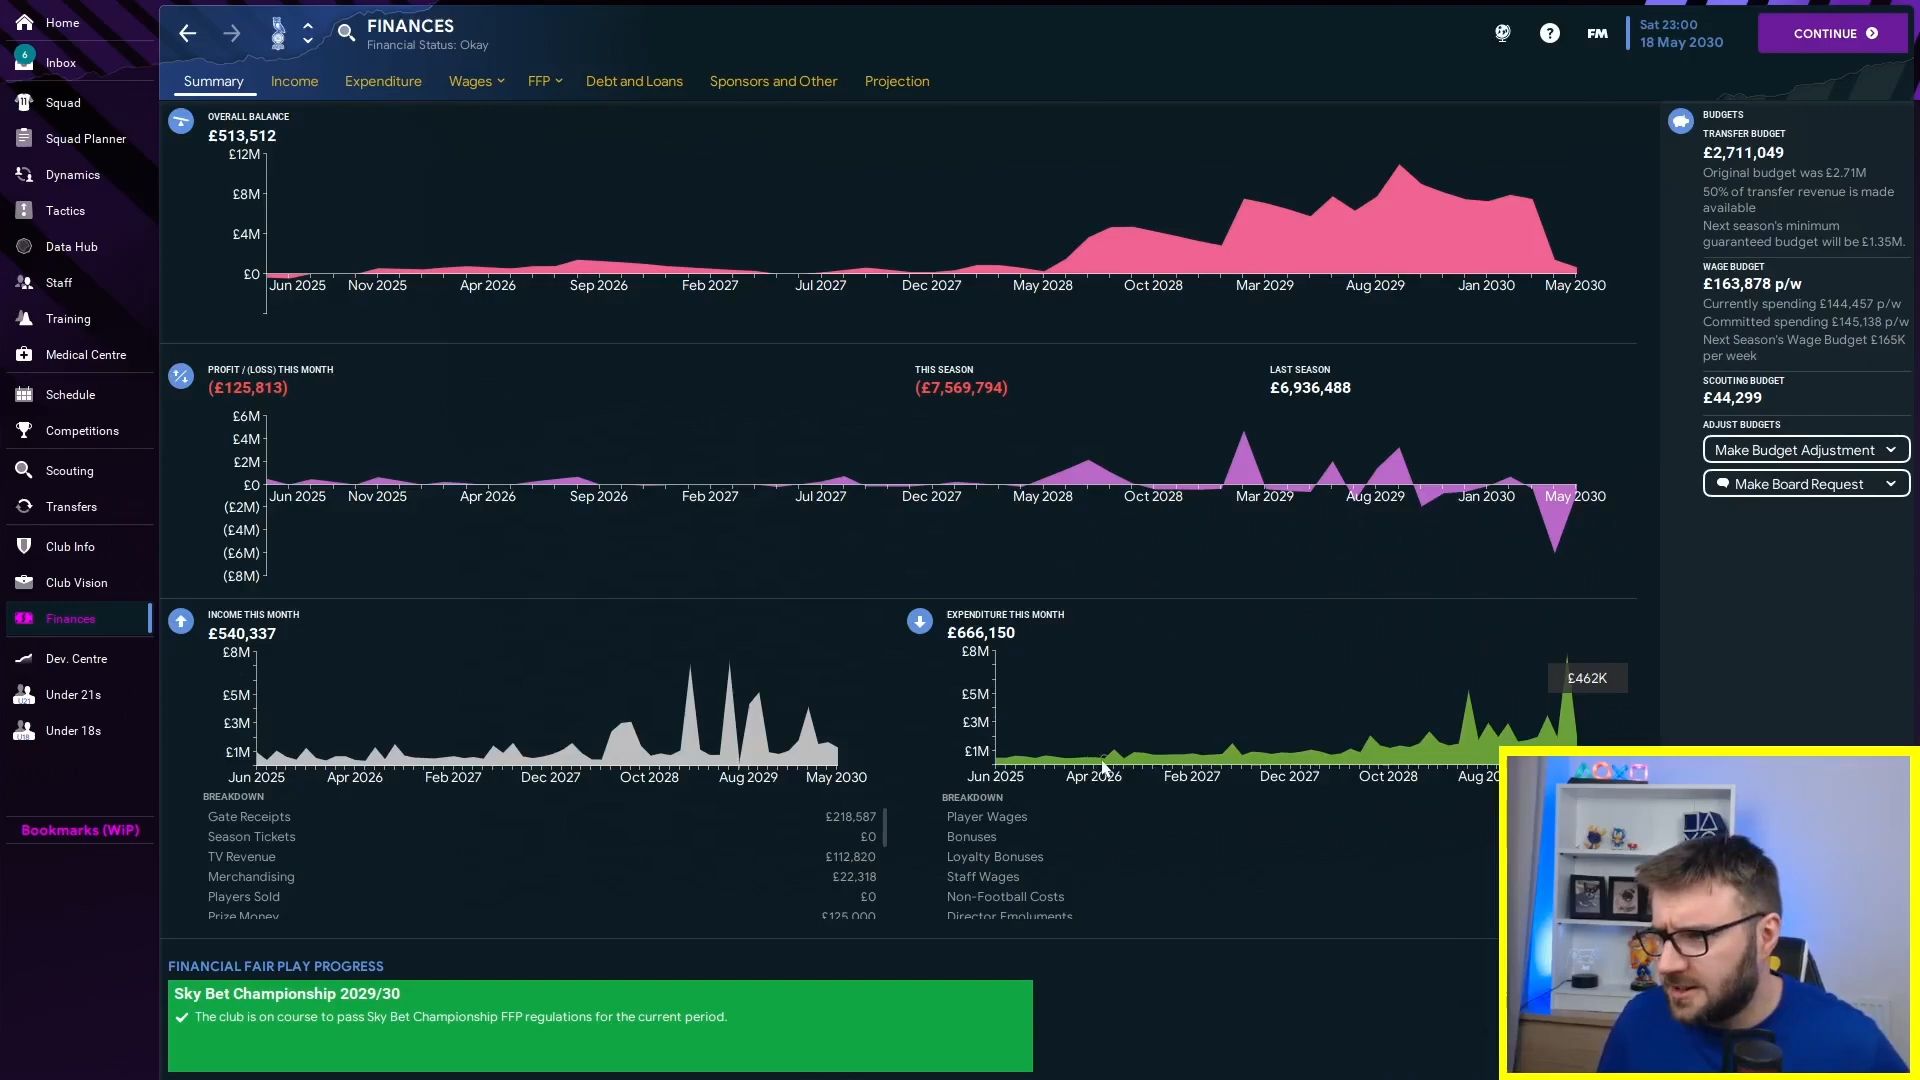 Home
6
Inbox
Squad
Squad Planner
Dynamics
Tactics
Data Hub
Staff
Training
Medical Centre
Schedule
Competitions
Scouting
Transfers
Club Info
Club Vision
Finances
Dev. Centre
Under 21s
Under 18s
Bookmarks (WiP)
FINANCES
Financial Status: Okay
?
FM
Sat 23:00
18 May 2030
CONTINUE
Summary Income Expenditure Wages FFP Debt and Loans Sponsors and Other Projection
OVERALL BALANCE
£513,512
£12M
£8M
£4M
£0
Jun 2025 Nov 2025 Apr 2026 Sep 2026 Feb 2027 Jul 2027 Dec 2027 May 2028 Oct 2028 Mar 2029 Aug 2029 Jan 2030 May 2030
PROFIT / (LOSS) THIS MONTH
(£125,813)
THIS SEASON
(£7,569,794)
LAST SEASON
£6,936,488
£6M
£4M
£2M
£0
(£2M)
(£4M)
(£6M)
(£8M)
Jun 2025 Nov 2025 Apr 2026 Sep 2026 Feb 2027 Jul 2027 Dec 2027 May 2028 Oct 2028 Mar 2029 Aug 2029 Jan 2030 May 2030
INCOME THIS MONTH
£540,337
£8M
£5M
£3M
£1M
Jun 2025 Apr 2026 Feb 2027 Dec 2027 Oct 2028 Aug 2029 May 2030
BREAKDOWN
Gate Receipts £218,587
Season Tickets £0
TV Revenue £112,820
Merchandising £22,318
Players Sold £0
Prize Money £125,000
EXPENDITURE THIS MONTH
£666,150
£8M
£5M
£3M
£1M
£462K
Jun 2025 Apr 2026 Feb 2027 Dec 2027 Oct 2028 Aug 20
BREAKDOWN
Player Wages
Bonuses
Loyalty Bonuses
Staff Wages
Non-Football Costs
Director Emoluments
FINANCIAL FAIR PLAY PROGRESS
Sky Bet Championship 2029/30
The club is on course to pass Sky Bet Championship FFP regulations for the current period.
BUDGETS
TRANSFER BUDGET
£2,711,049
Original budget was £2.71M
50% of transfer revenue is made
available
Next season's minimum
guaranteed budget will be £1.35M.
WAGE BUDGET
£163,878 p/w
Currently spending £144,457 p/w
Committed spending £145,138 p/w
Next Season's Wage Budget £165K
per week
SCOUTING BUDGET
£44,299
ADJUST BUDGETS
Make Budget Adjustment
Make Board Request